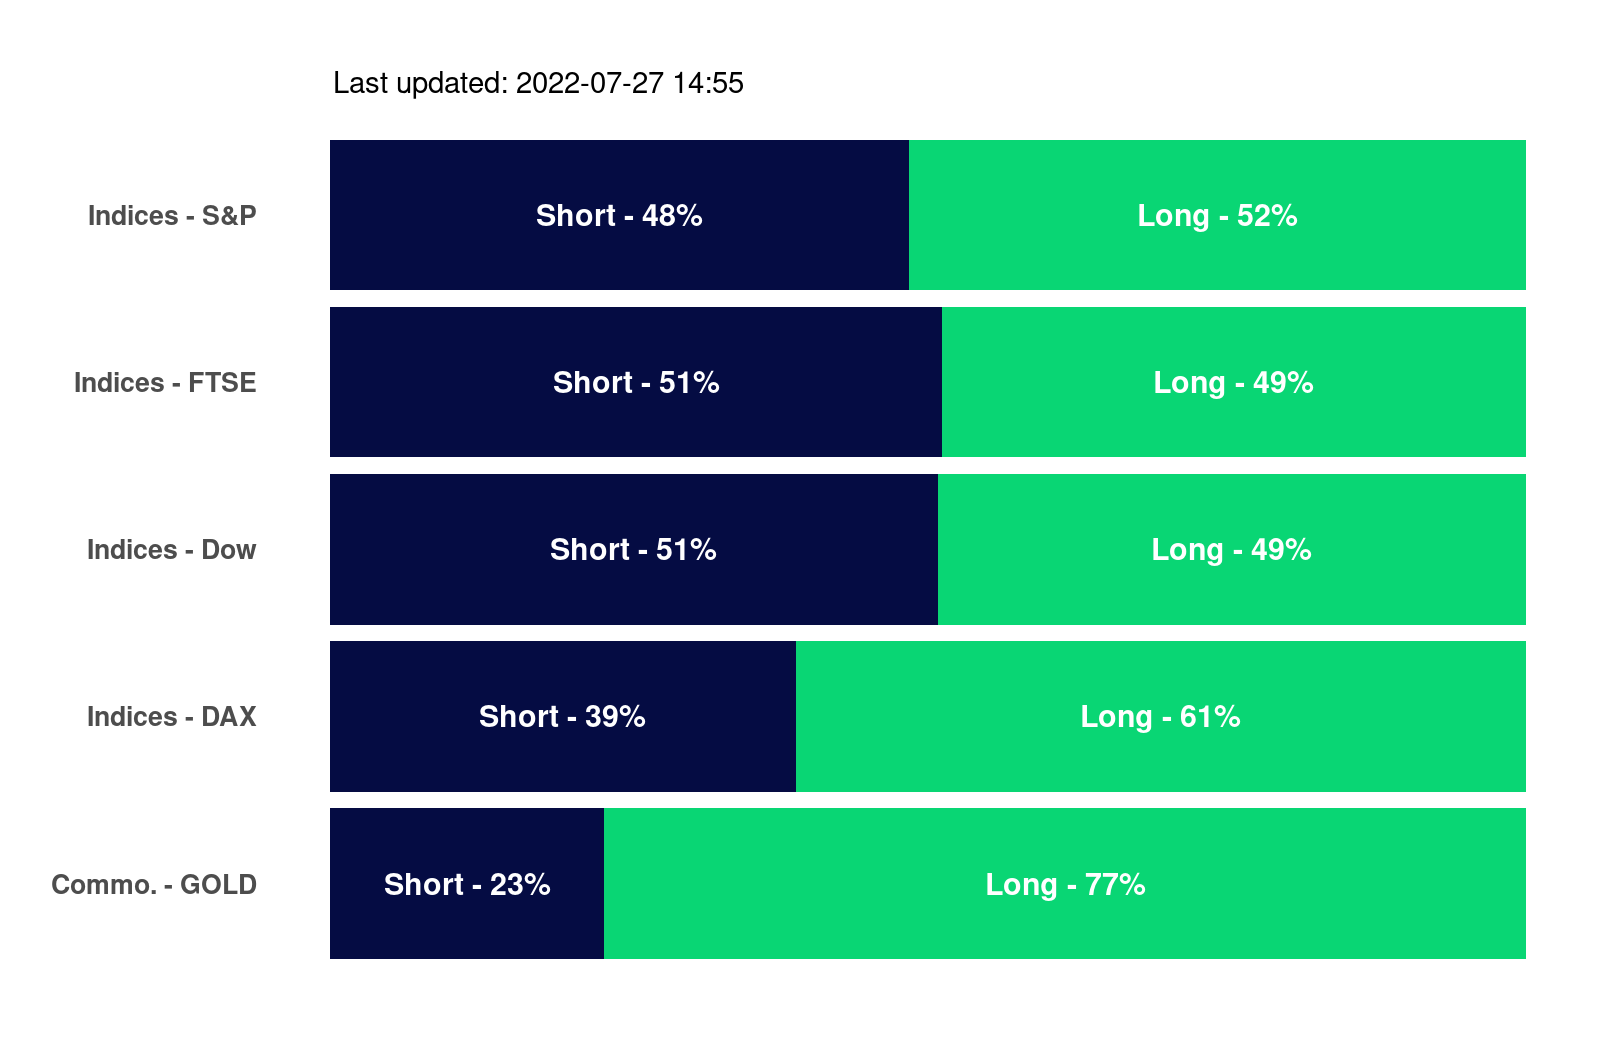 Last updated: 2022-07-27 14:55
Indices - S&P Short - 48% Long - 52%
Indices - FTSE Short - 51% Long - 49%
Indices - Dow Short - 51% Long - 49%
Indices - DAX Short - 39% Long - 61%
Commo. - GOLD Short - 23% Long - 77%